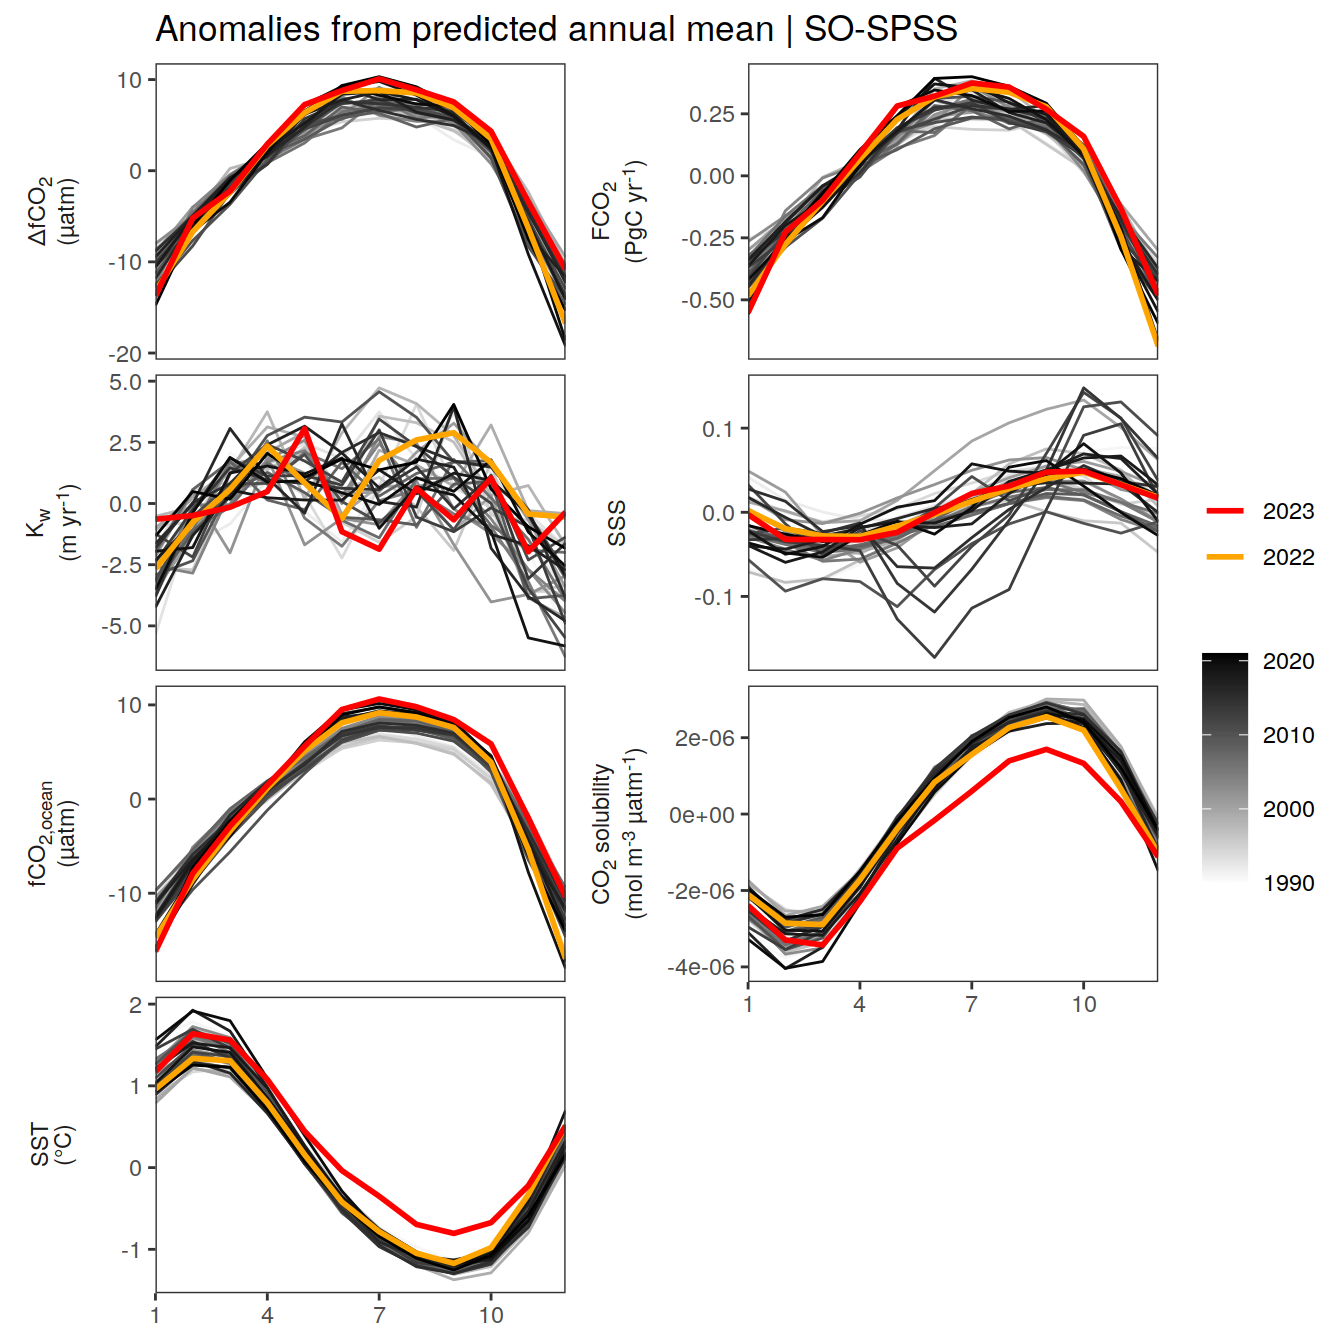 Anomalies from predicted annual mean | SO-SPSS
10
0
-10
-20
ΔfCO2
(µatm)
0.25
0.00
-0.25
-0.50
FCO2
(PgC yr-1)
5.0
2.5
0.0
-2.5
-5.0
Kw
(m yr-1)
0.1
0.0
-0.1
SSS
10
0
-10
fCO2,ocean
(µatm)
2e-06
0e+00
-2e-06
-4e-06
CO2 solubility
(mol m-3 µatm-1)
1 4 7 10
2
1
0
-1
SST
(°C)
1 4 7 10
2023
2022
2020
2010
2000
1990